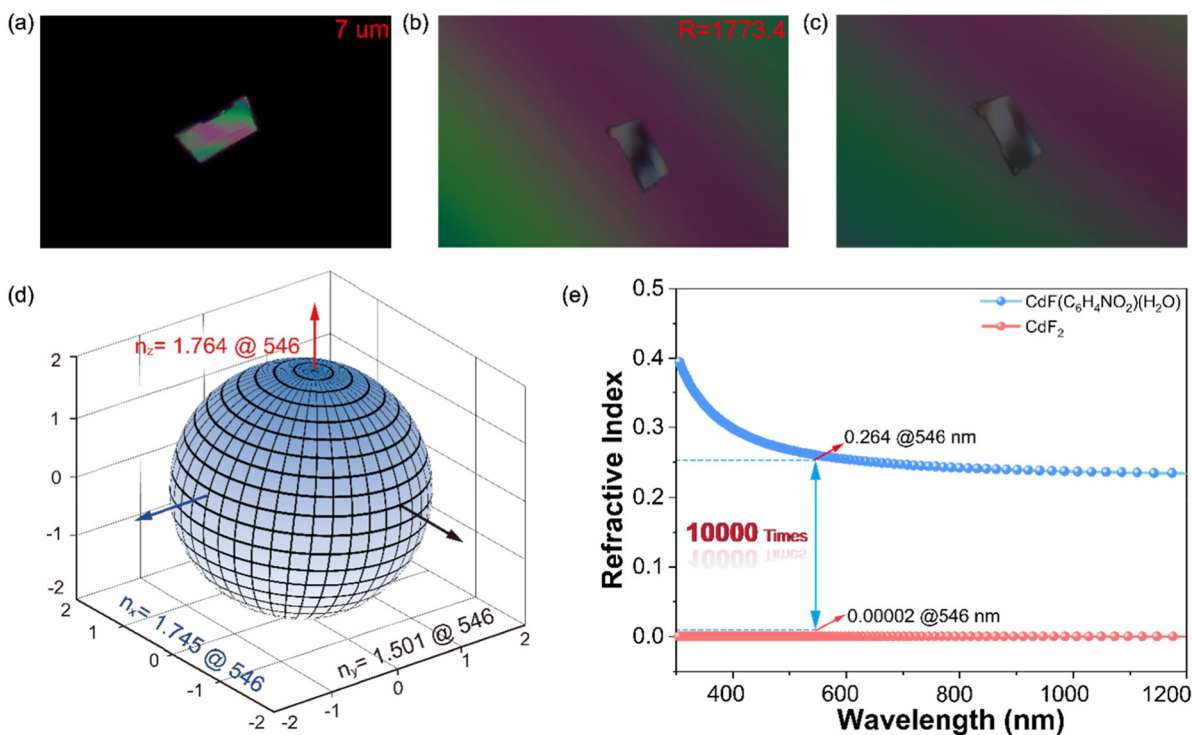 (a)
7 um
(b)
R=1773.4
(c)
(d)
n_z= 1.764 @ 546
2
1
0
-1
-2
2
1
0
-1
-2
n_x= 1.745 @ 546
-2
-1
0
1
2
n_y= 1.501 @ 546
(e)
Refractive Index
0.5
0.4
0.3
0.2
0.1
0.0
CdF(C₆H₄NO₂)(H₂O)
CdF₂
0.264 @546 nm
10000 Times
0.00002 @546 nm
400
600
800
1000
1200
Wavelength (nm)